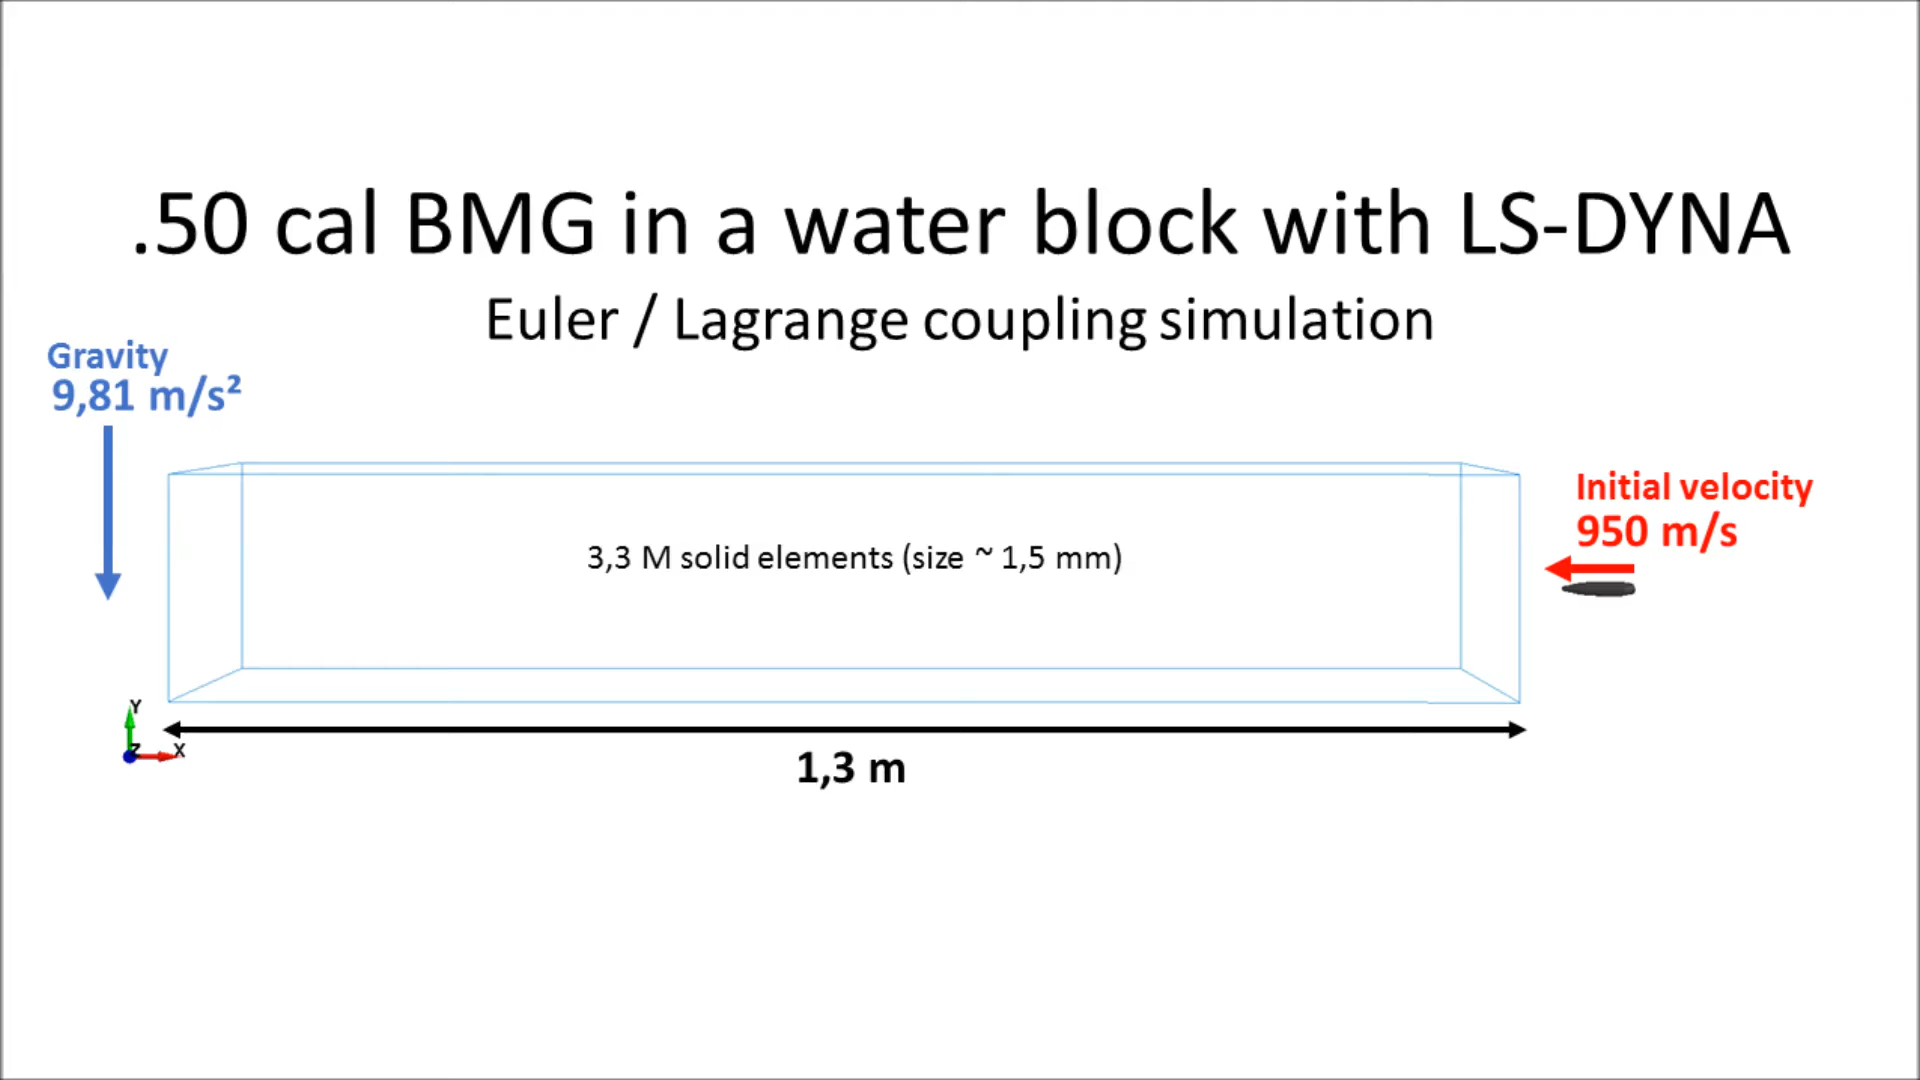 .50 cal BMG in a water block with LS-DYNA
Euler / Lagrange coupling simulation
Gravity
9,81 m/s²
Initial velocity
950 m/s
3,3 M solid elements (size ~ 1,5 mm)
Y
Z
X
1,3 m